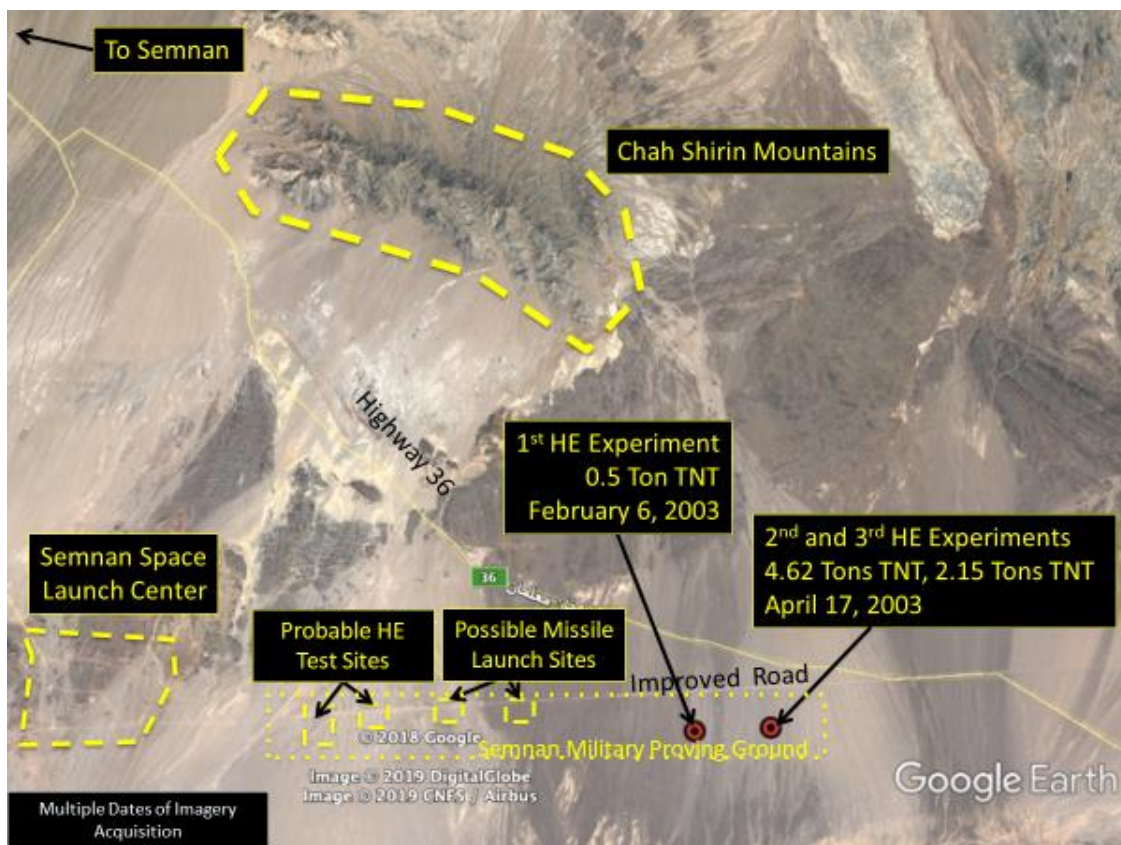 To Semnan
Chah Shirin Mountains
Highway 36
1st HE Experiment
0.5 Ton TNT
February 6, 2003
2nd and 3rd HE Experiments
4.62 Tons TNT, 2.15 Tons TNT
April 17, 2003
Semnan Space
Launch Center
36
Probable HE
Test Sites
Possible Missile
Launch Sites
Improved Road
© 2018 Google
Semnan Military Proving Ground
Image © 2019 DigitalGlobe
Image © 2019 CNES / Airbus
Google Earth
Multiple Dates of Imagery
Acquisition